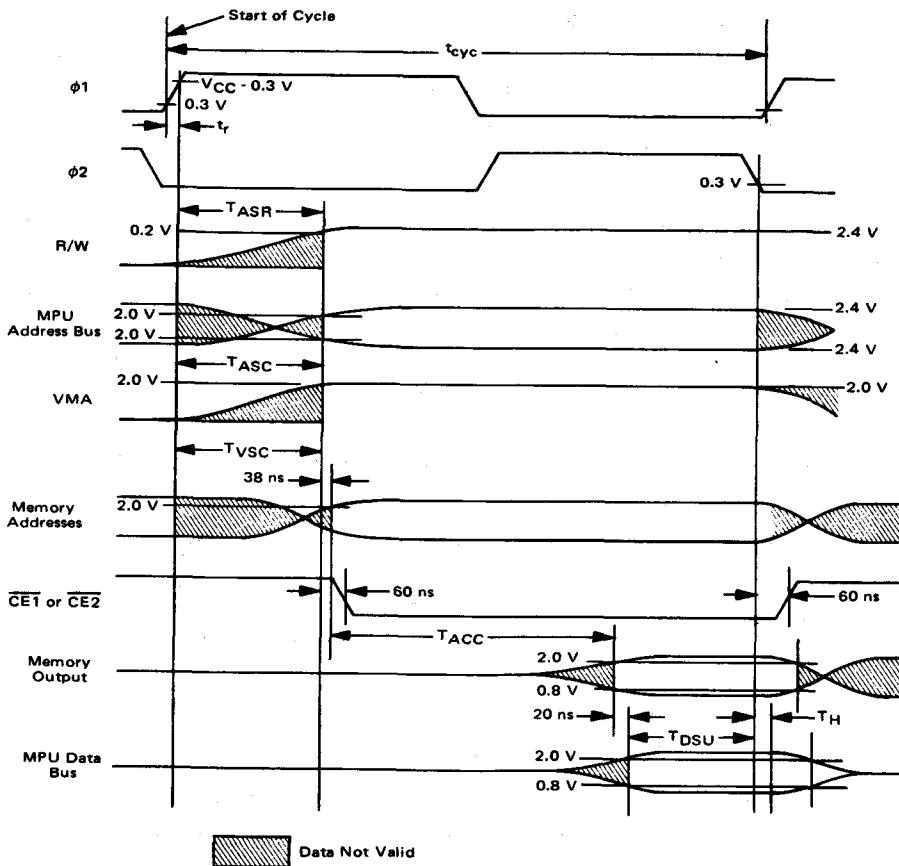 Start of Cycle
tcyc
φ1
VCC - 0.3 V
0.3 V
tr
φ2
0.3 V
TASR
0.2 V
2.4 V
R/W
MPU
Address Bus
2.0 V
2.0 V
2.4 V
2.4 V
TASC
2.0 V
2.0 V
VMA
TVSC
38 ns
Memory
Addresses
2.0 V
CE1 or CE2
60 ns
60 ns
TACC
Memory
Output
2.0 V
0.8 V
20 ns
TH
TDSU
MPU Data
Bus
2.0 V
0.8 V
Data Not Valid